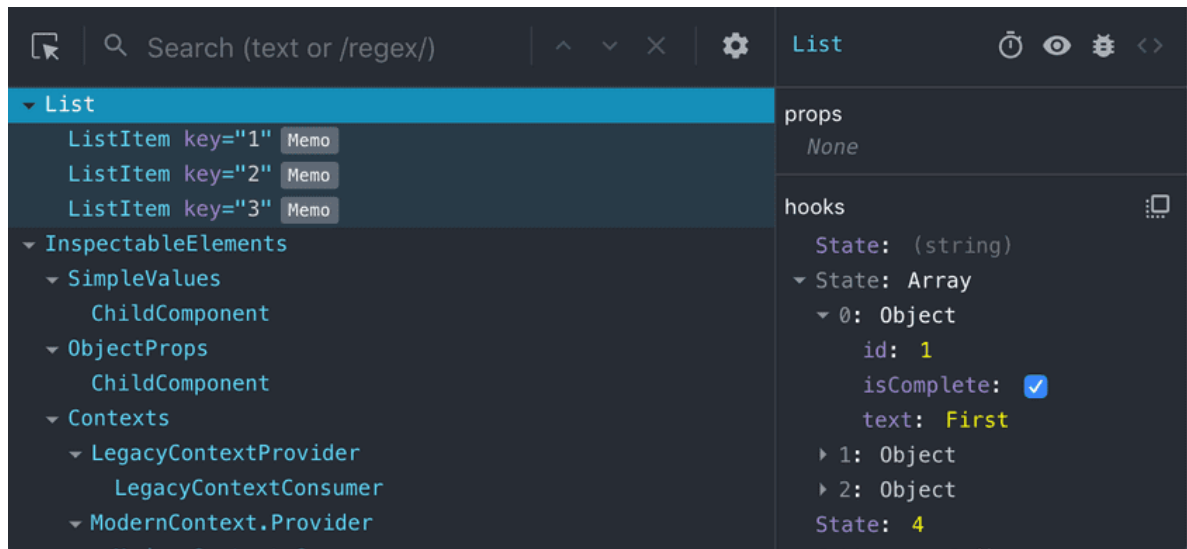 Search (text or /regex/)
List
ListItem key="1" Memo
ListItem key="2" Memo
ListItem key="3" Memo
InspectableElements
SimpleValues
ChildComponent
ObjectProps
ChildComponent
Contexts
LegacyContextProvider
LegacyContextConsumer
ModernContext.Provider
List
props
None
hooks
State: (string)
State: Array
0: Object
id: 1
isComplete:
text: First
1: Object
2: Object
State: 4